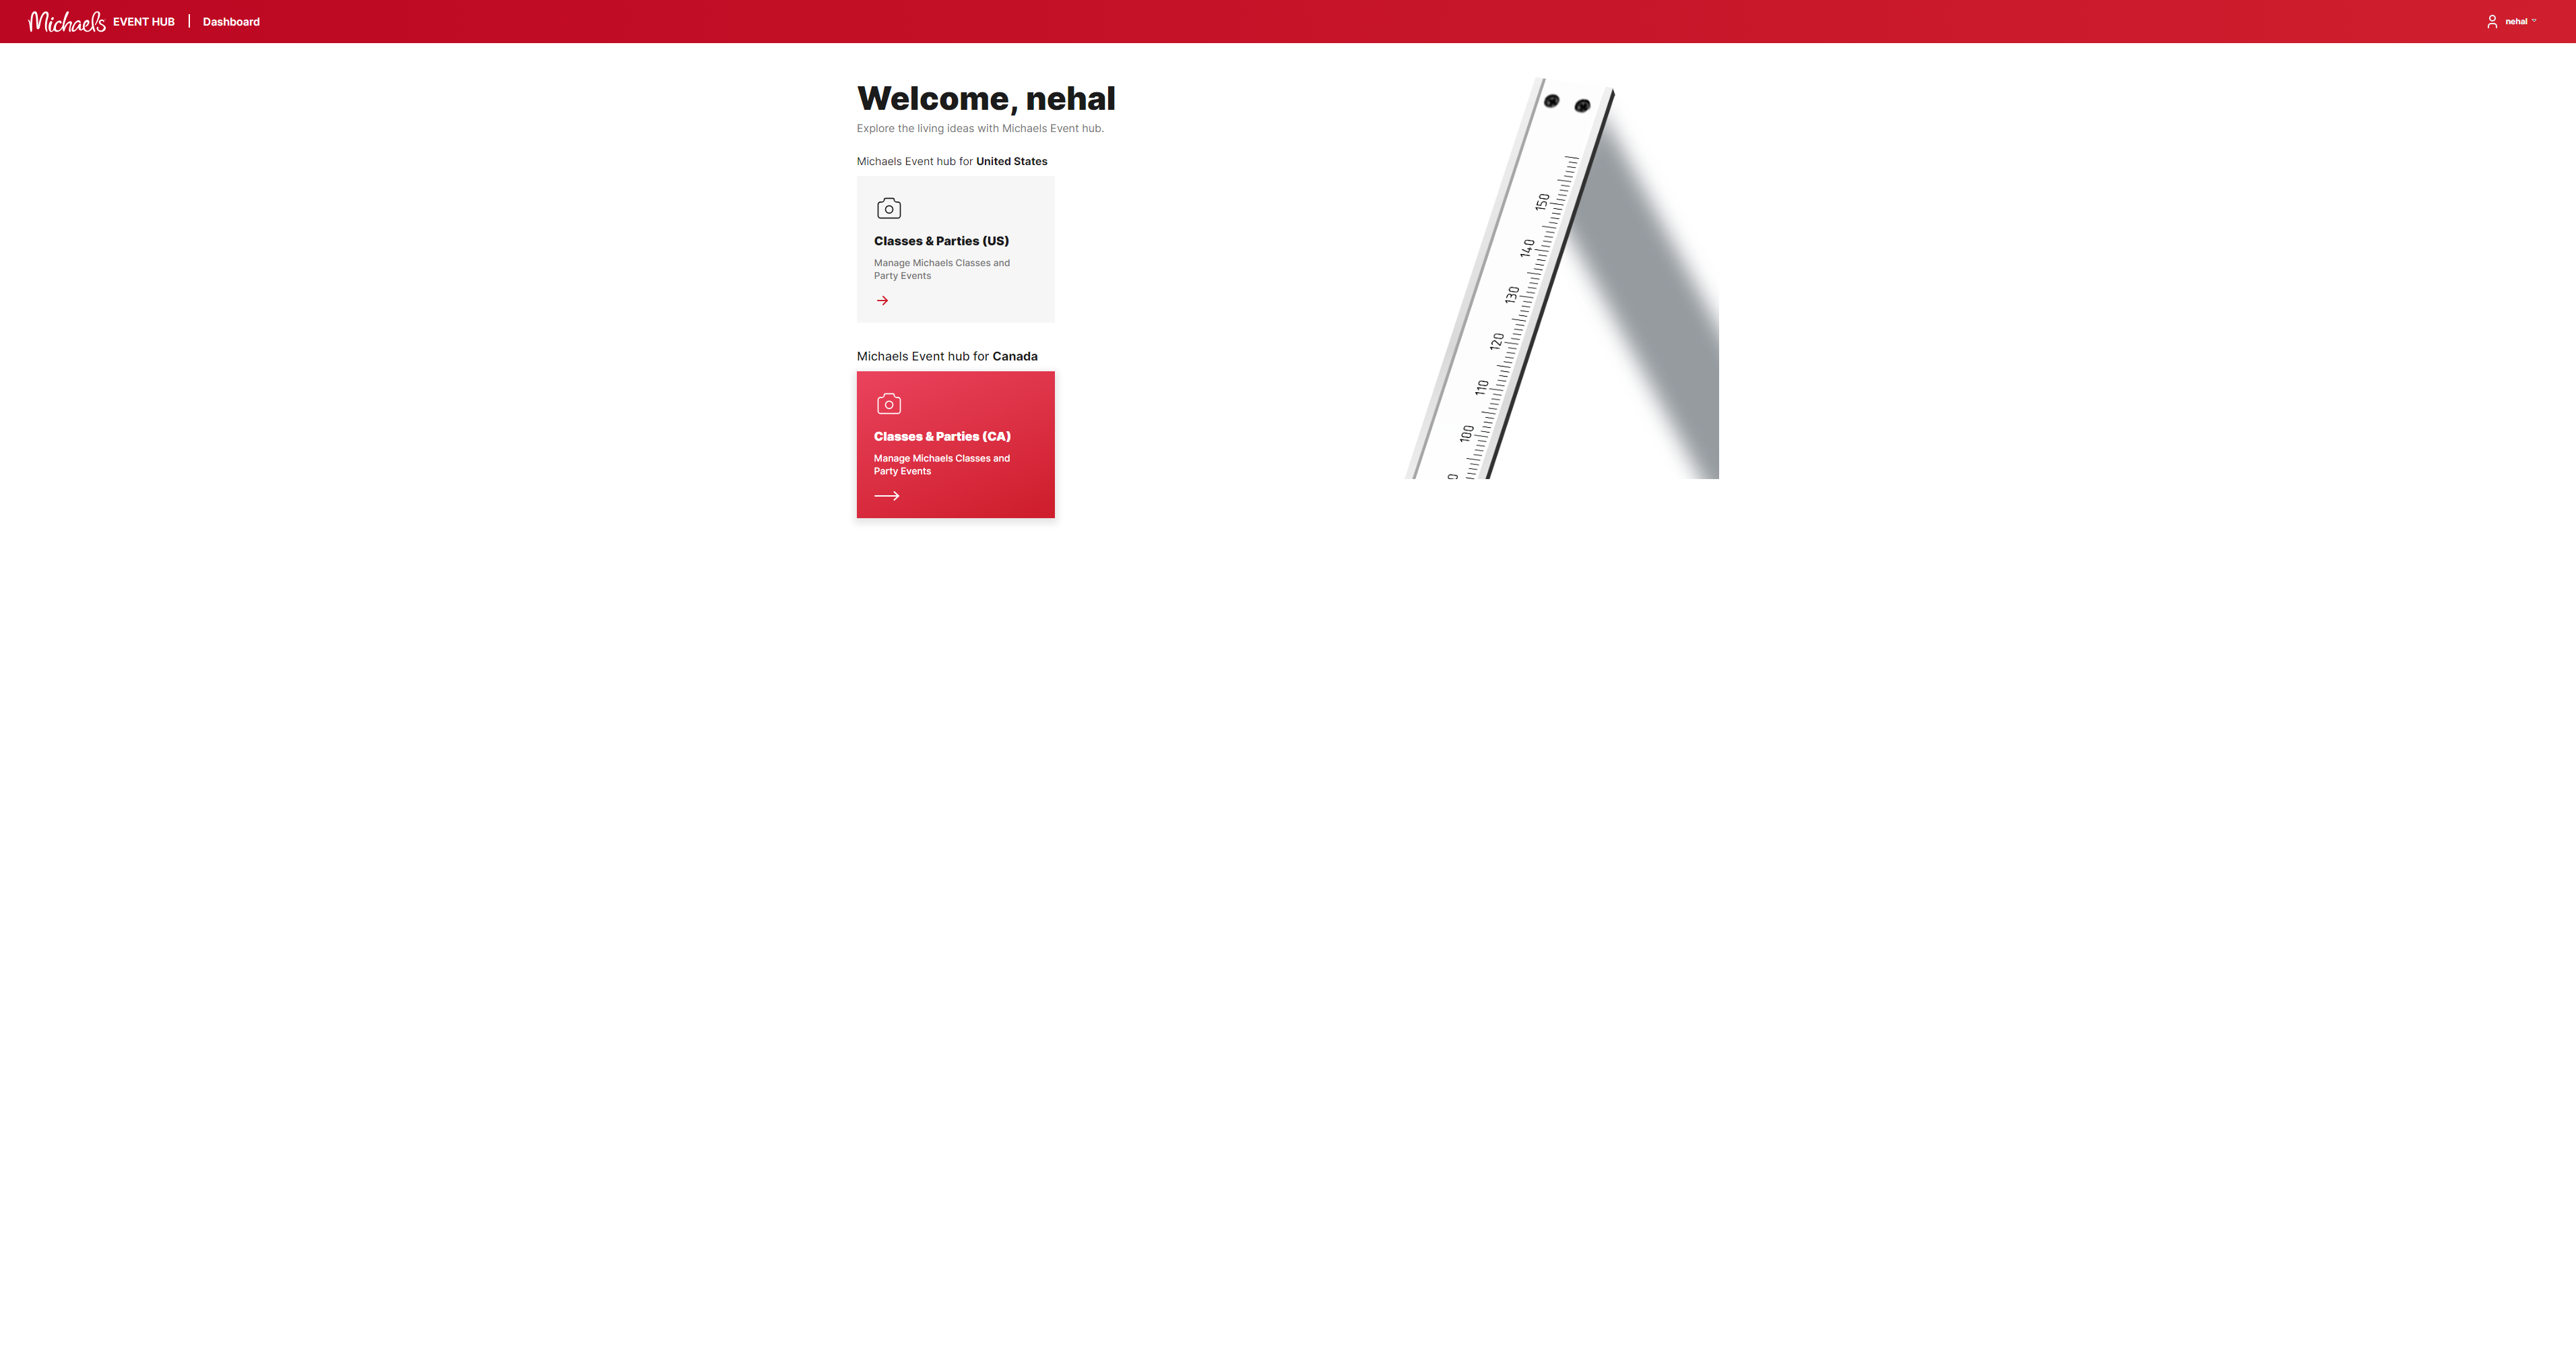 Michaels EVENT HUB | Dashboard
nehal
Welcome, nehal
Explore the living ideas with Michaels Event hub.
Michaels Event hub for United States
Classes & Parties (US)
Manage Michaels Classes and
Party Events
Michaels Event hub for Canada
Classes & Parties (CA)
Manage Michaels Classes and
Party Events
150
140
130
120
110
100
0